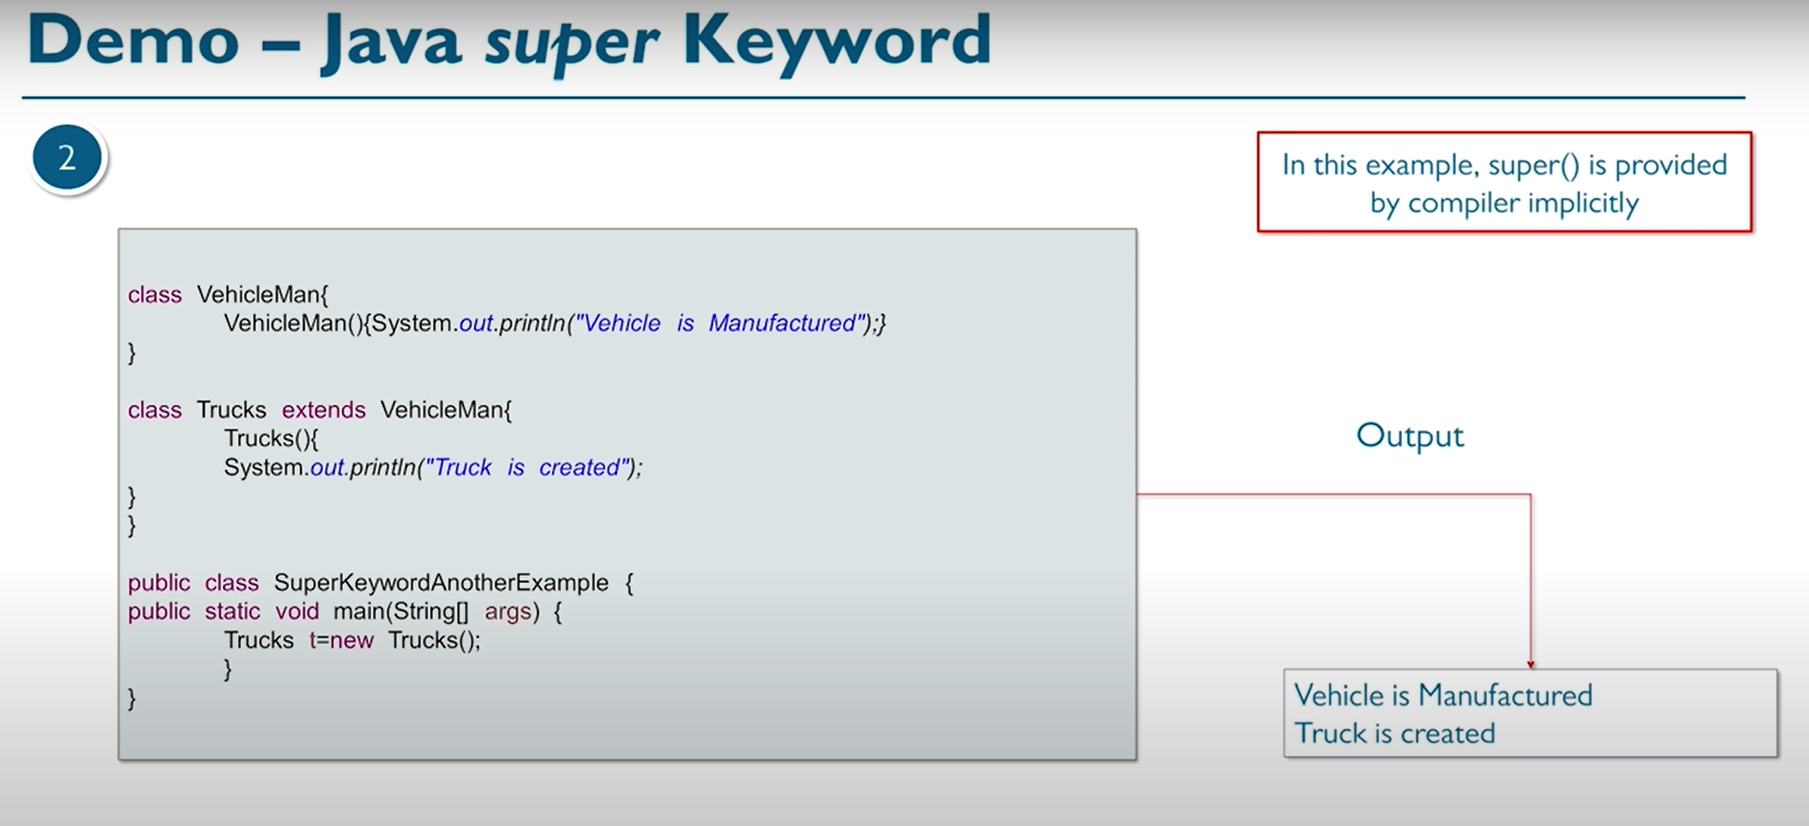 Demo – Java super Keyword
2
In this example, super() is provided
by compiler implicitly
class VehicleMan{
VehicleMan(){System.out.println("Vehicle is Manufactured");}
}
class Trucks extends VehicleMan{
Trucks(){
System.out.println("Truck is created");
}
}
public class SuperKeywordAnotherExample {
public static void main(String[] args) {
Trucks t=new Trucks();
}
}
Output
Vehicle is Manufactured
Truck is created